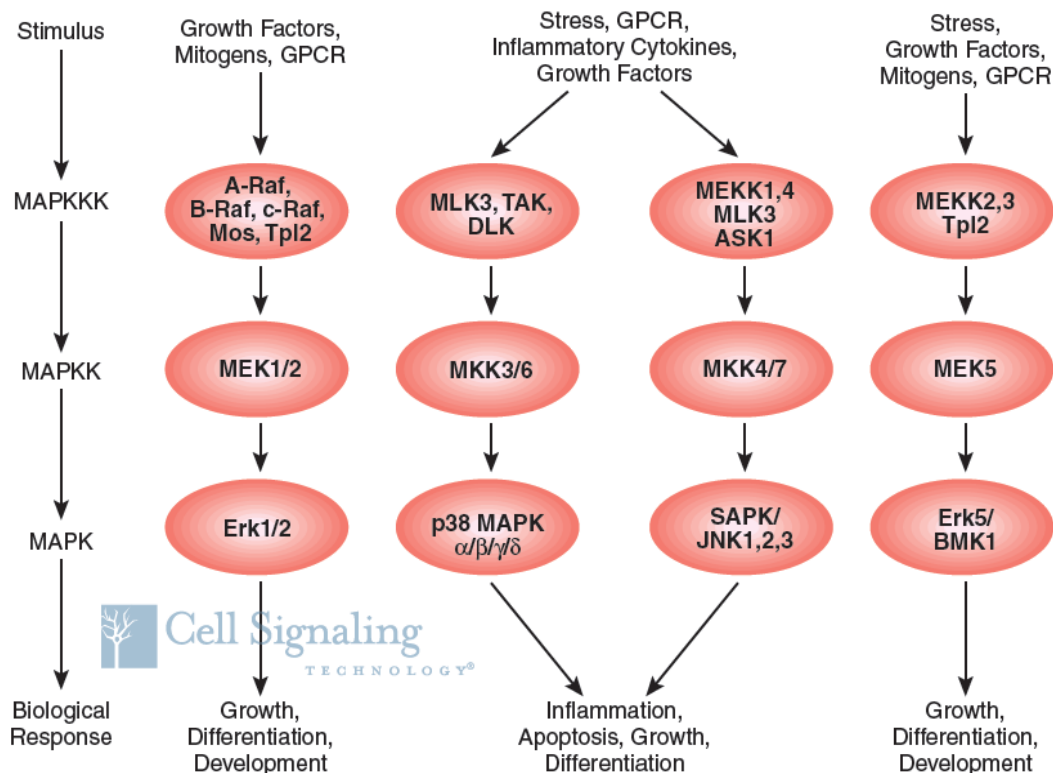 Stimulus
Growth Factors,
Mitogens, GPCR
Stress, GPCR,
Inflammatory Cytokines,
Growth Factors
Stress,
Growth Factors,
Mitogens, GPCR
MAPKKK
A-Raf,
B-Raf, c-Raf,
Mos, Tpl2
MLK3, TAK,
DLK
MEKK1,4
MLK3
ASK1
MEKK2,3
Tpl2
MAPKK
MEK1/2
MKK3/6
MKK4/7
MEK5
MAPK
Erk1/2
p38 MAPK
α/β/γ/δ
SAPK/
JNK1,2,3
Erk5/
BMK1
Cell Signaling
TECHNOLOGY®
Biological
Response
Growth,
Differentiation,
Development
Inflammation,
Apoptosis, Growth,
Differentiation
Growth,
Differentiation,
Development